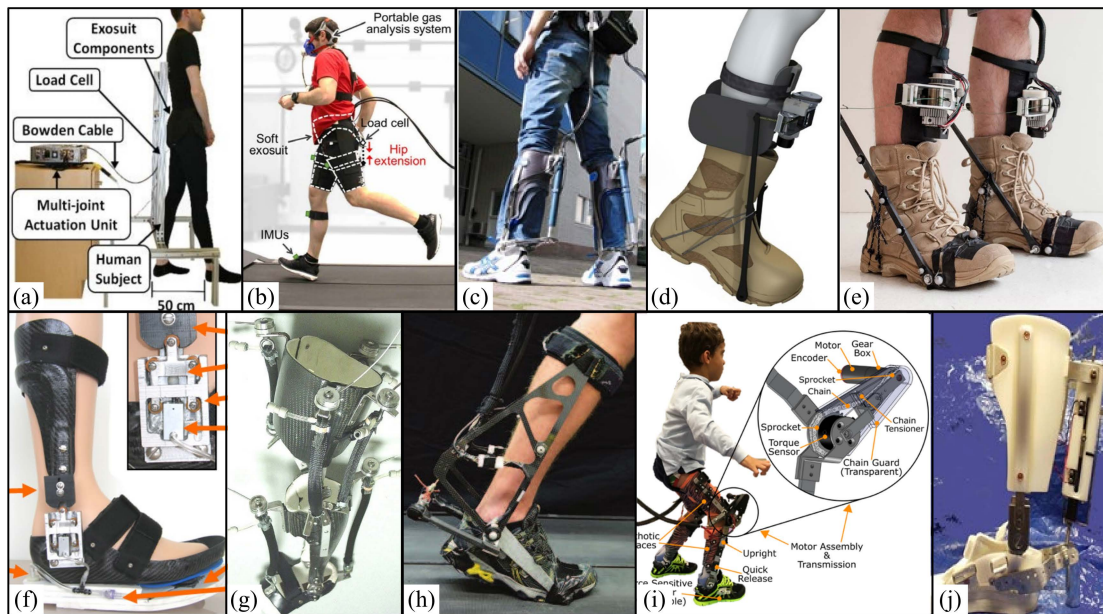 Exosuit
Components
Load Cell
Bowden Cable
Multi-joint
Actuation Unit
Human
Subject
50 cm
(a)
Portable gas
analysis system
Soft
exosuit
Load cell
Hip
extension
IMUs
(b)
(c)
(d)
(e)
(f)
(g)
(h)
Motor
Gear
Box
Encoder
Sprocket
Chain
Sprocket
Torque
Sensor
Chain
Tensioner
Chain Guard
(Transparent)
Upright
Quick
Release
Motor Assembly
&
Transmission
(i)
(j)